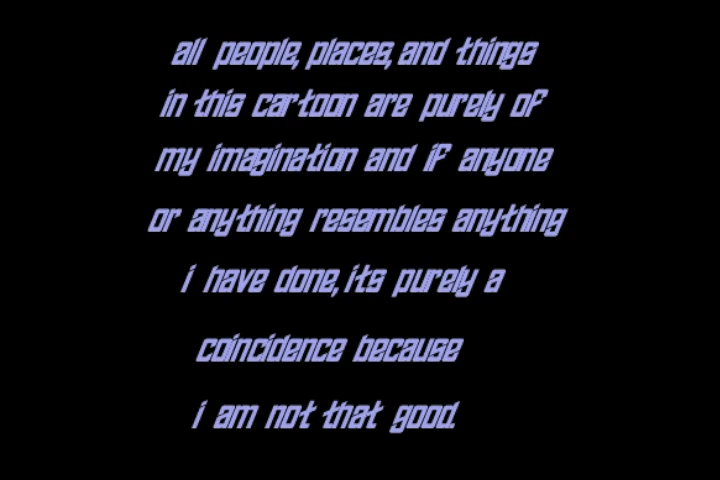 all people, places, and things
in this cartoon are purely of
my imagination and if anyone
or anything resembles anything
i have done, its purely a
coincidence because
i am not that good.